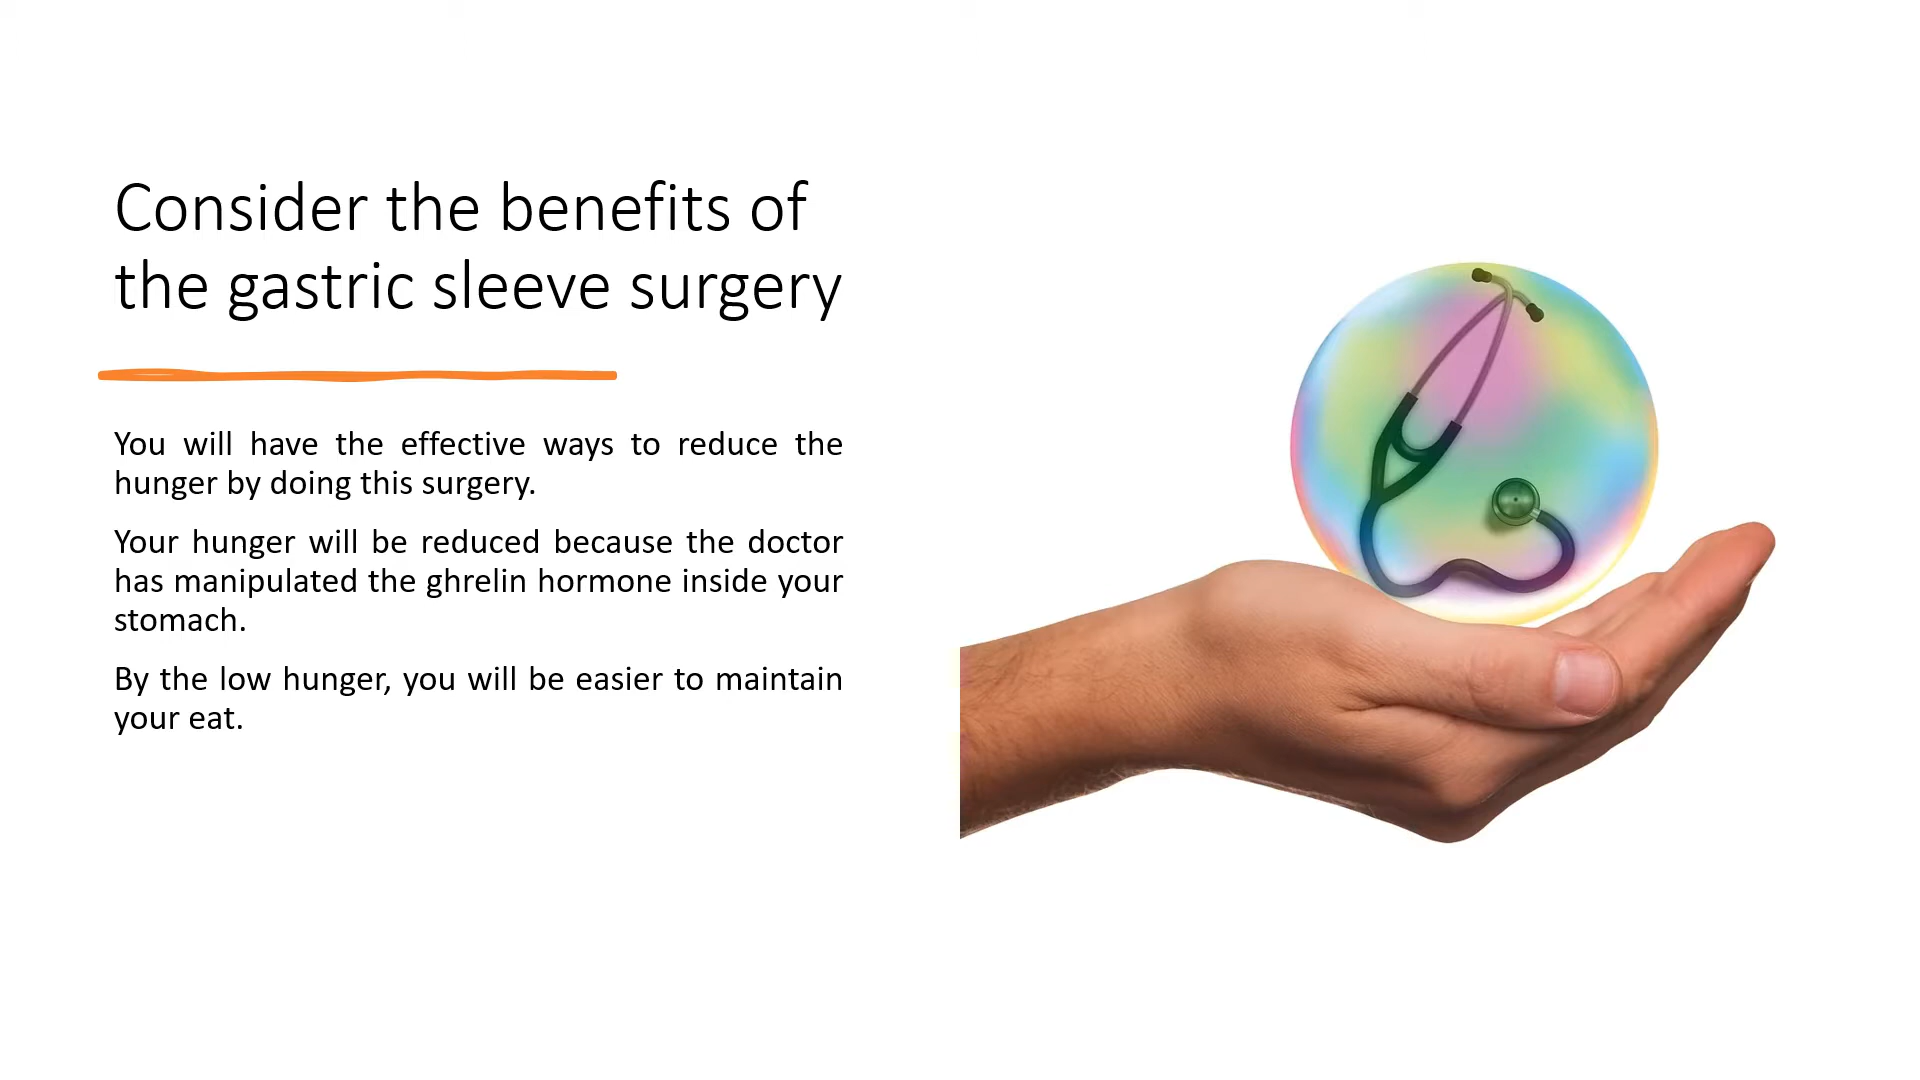 Consider the benefits of
the gastric sleeve surgery
You will have the effective ways to reduce the
hunger by doing this surgery.
Your hunger will be reduced because the doctor
has manipulated the ghrelin hormone inside your
stomach.
By the low hunger, you will be easier to maintain
your eat.